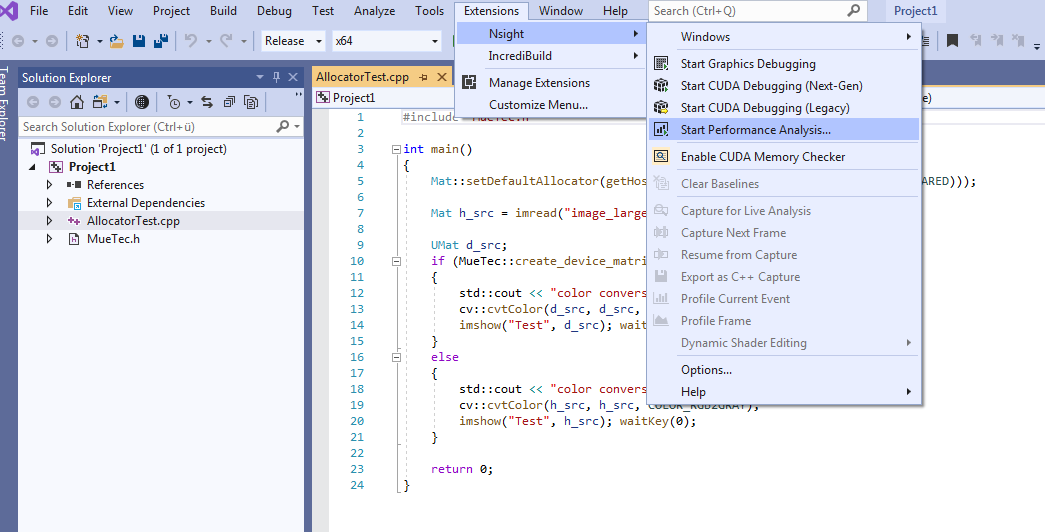 File Edit View Project Build Debug Test Analyze Tools Extensions Window Help Search (Ctrl+Q) Project1
Release x64
Team Explorer
Solution Explorer
Search Solution Explorer (Ctrl+ü)
Solution 'Project1' (1 of 1 project)
Project1
References
External Dependencies
AllocatorTest.cpp
MueTec.h
Nsight
IncrediBuild
Manage Extensions
Customize Menu...
Windows
Start Graphics Debugging
Start CUDA Debugging (Next-Gen)
Start CUDA Debugging (Legacy)
Start Performance Analysis...
Enable CUDA Memory Checker
Clear Baselines
Capture for Live Analysis
Capture Next Frame
Resume from Capture
Export as C++ Capture
Profile Current Event
Profile Frame
Dynamic Shader Editing
Options...
Help
AllocatorTest.cpp
Project1
1 #include "MueTec.h"
2
3 int main()
4 {
5 Mat::setDefaultAllocator(getHos ARED)));
6
7 Mat h_src = imread("image_large
8
9 UMat d_src;
10 if (MueTec::create_device_matri
11 {
12 std::cout << "color convers
13 cv::cvtColor(d_src, d_src,
14 imshow("Test", d_src); wait
15 }
16 else
17 {
18 std::cout << "color convers
19 cv::cvtColor(h_src, h_src, COLOR_RGB2GRAY);
20 imshow("Test", h_src); waitKey(0);
21 }
22
23 return 0;
24 }